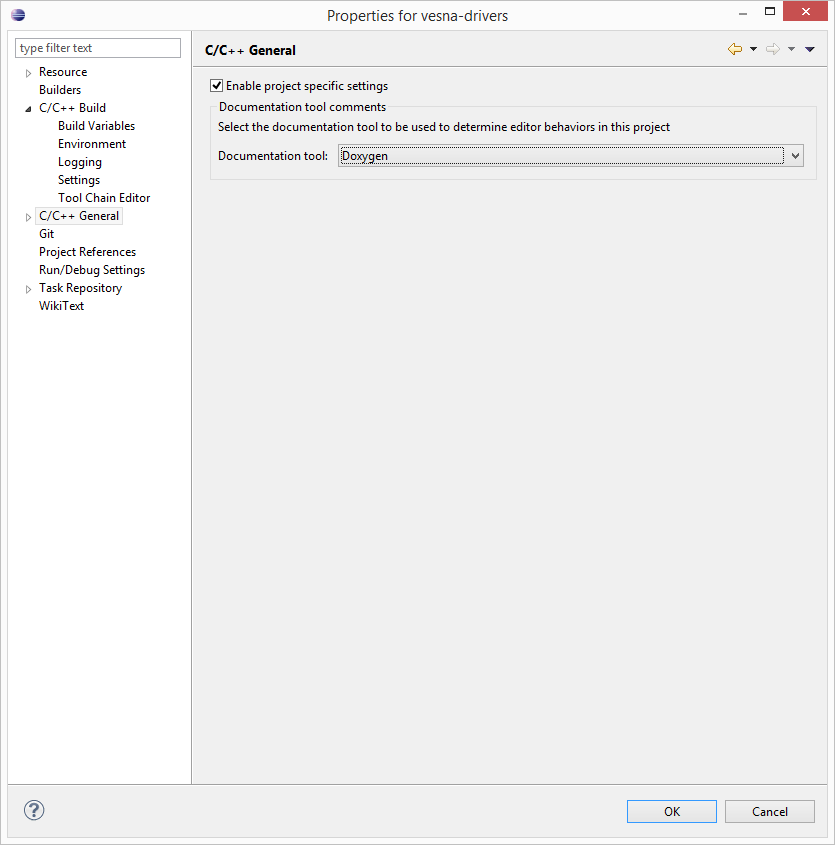 Properties for vesna-drivers
type filter text
Resource
Builders
C/C++ Build
Build Variables
Environment
Logging
Settings
Tool Chain Editor
C/C++ General
Git
Project References
Run/Debug Settings
Task Repository
WikiText
C/C++ General
Enable project specific settings
Documentation tool comments
Select the documentation tool to be used to determine editor behaviors in this project
Documentation tool: Doxygen
?
OK Cancel